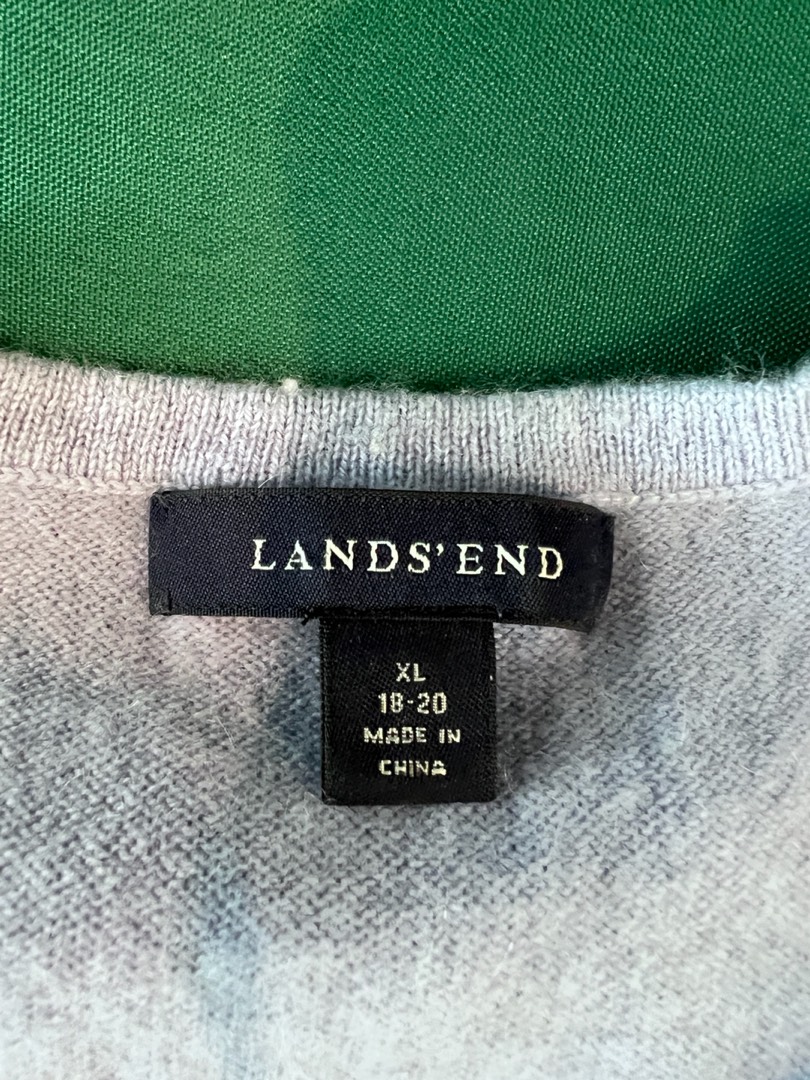 LANDS' END
XL
18-20
MADE IN
CHINA